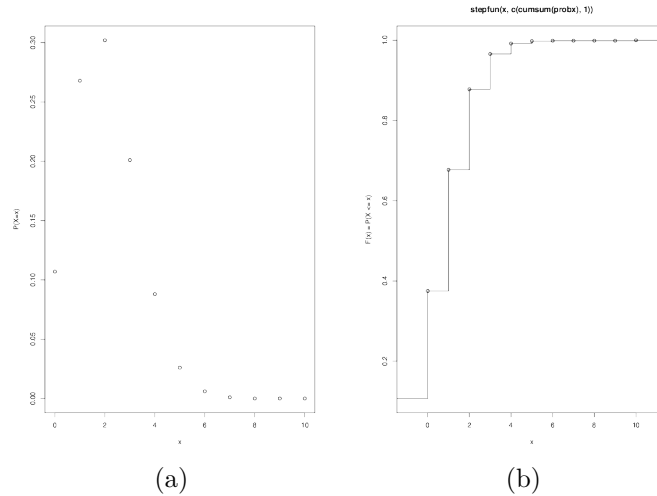 stepfun(x, c(cumsum(probx), 1))
P(X=x)
0.00 0.05 0.10 0.15 0.20 0.25 0.30
0 2 4 6 8 10
x
F(x) = P(X <= x)
0.2 0.4 0.6 0.8 1.0
0 2 4 6 8 10
x
(a)
(b)